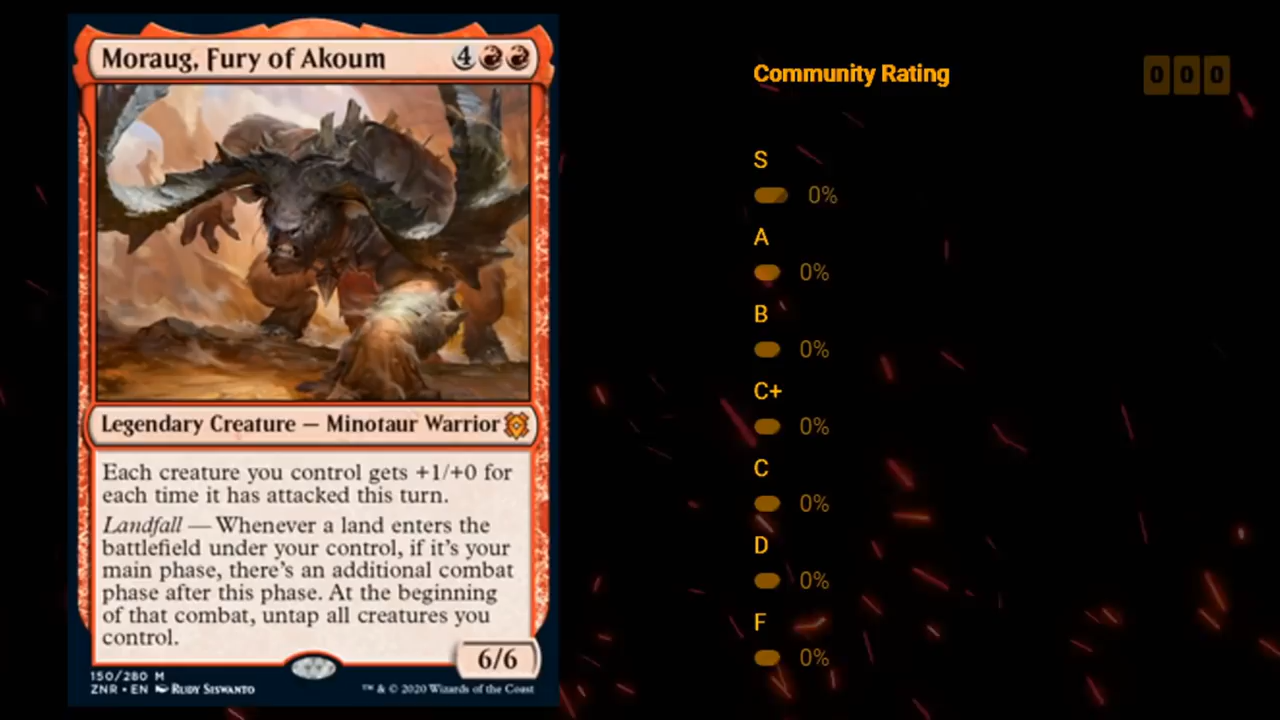 Moraug, Fury of Akoum 4
Legendary Creature — Minotaur Warrior
Each creature you control gets +1/+0 for
each time it has attacked this turn.
Landfall — Whenever a land enters the
battlefield under your control, if it's your
main phase, there's an additional combat
phase after this phase. At the beginning
of that combat, untap all creatures you
control.
6/6
150/280 M
ZNR • EN Rudy Siswanto
™ & © 2020 Wizards of the Coast
Community Rating
000
S
0%
A
0%
B
0%
C+
0%
C
0%
D
0%
F
0%